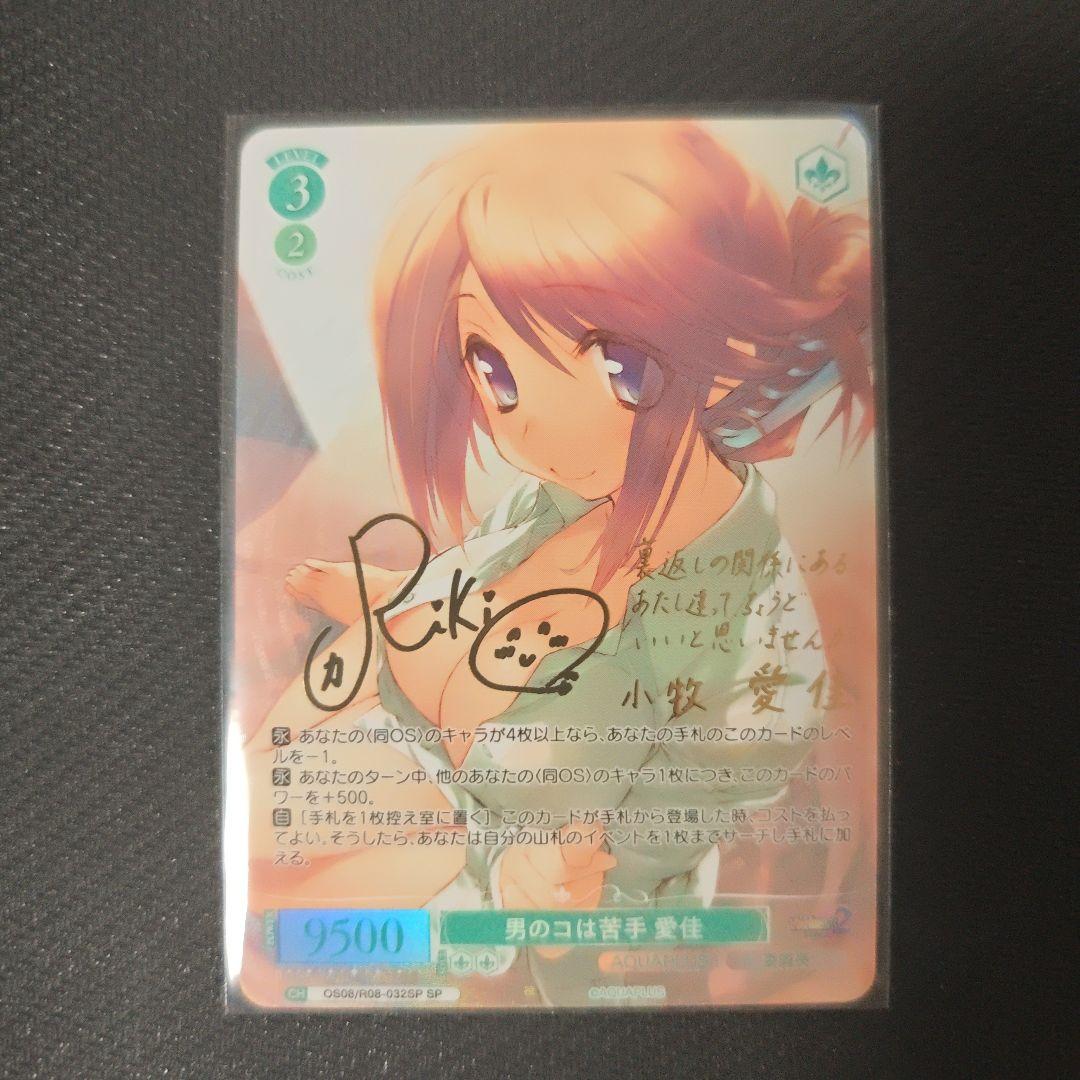 LEVEL
3
2
COST
Riki
力
裏返しの関係にある
あたし達ってちょうど
いいと思いません
小牧 愛佳
永 あなたの〈同OS〉のキャラが4枚以上なら、あなたの手札のこのカードのレベ
ルを－1。
永 あなたのターン中、他のあなたの〈同OS〉のキャラ1枚につき、このカードのパ
ワーを＋500。
自 ［手札を1枚控え室に置く］ このカードが手札から登場した時、コストを払っ
てよい。そうしたら、あなたは自分の山札のイベントを1枚までサーチし手札に加
える。
9500
男のコは苦手 愛佳
CH OS08/R08-032SP SP
©AQUAPLUS